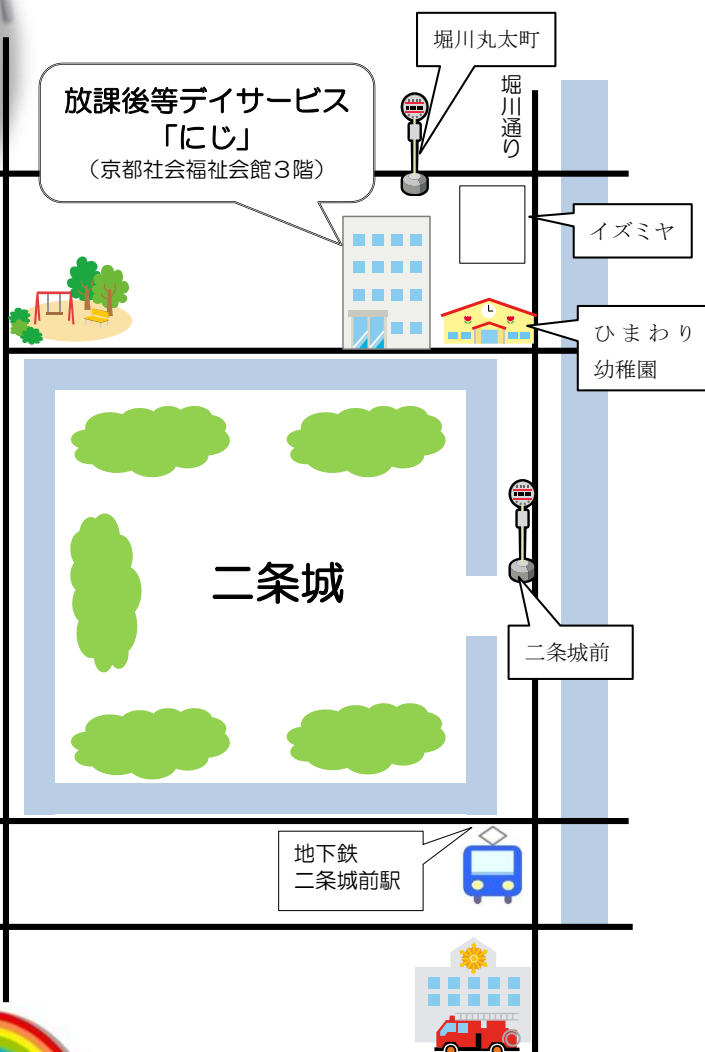 堀川丸太町
放課後等デイサービス
「にじ」
（京都社会福祉会館３階）
堀川通り
イズミヤ
ひまわり
幼稚園
二条城
二条城前
地下鉄
二条城前駅